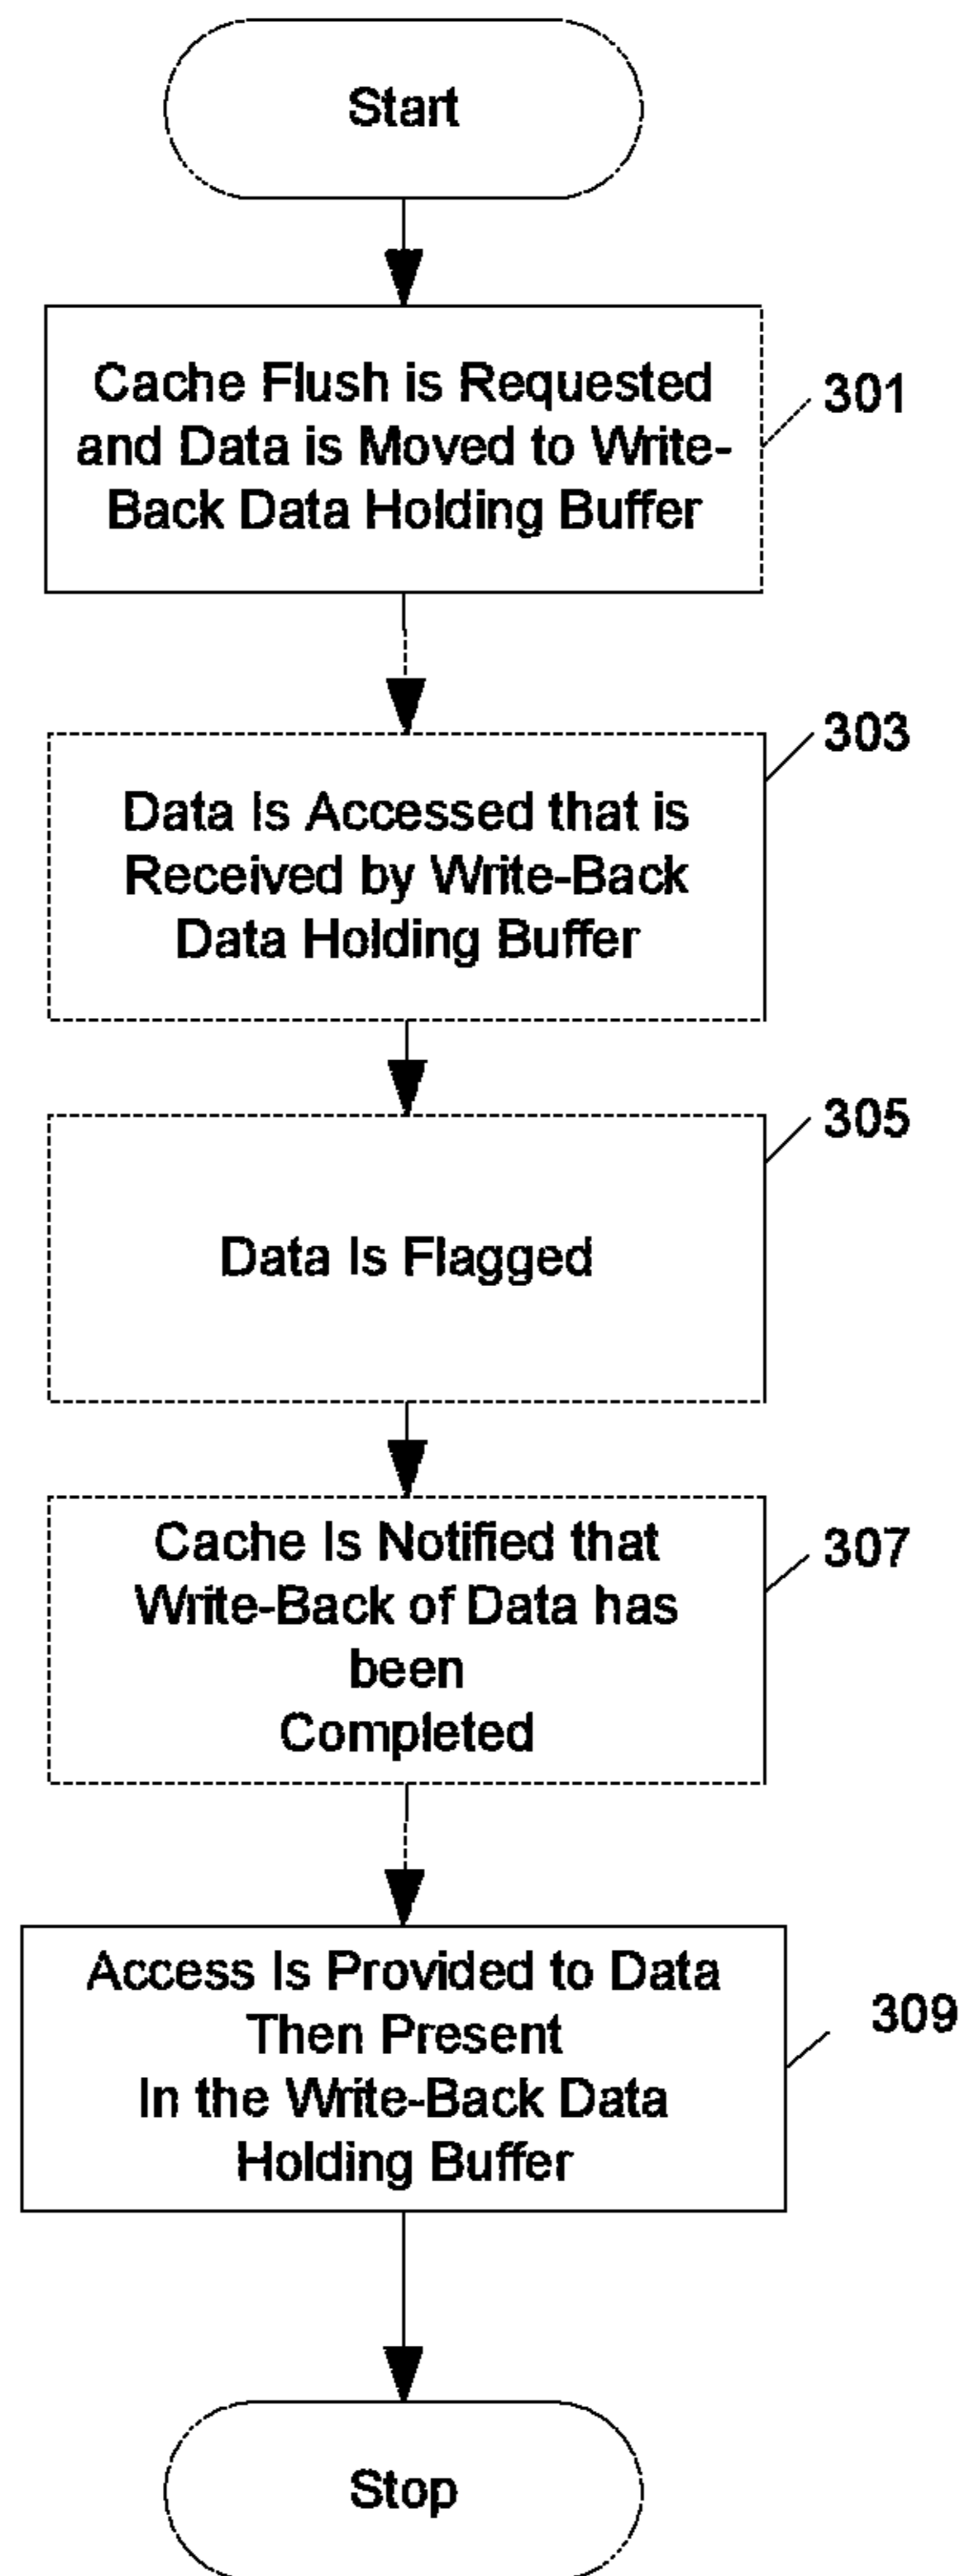 Start
Cache Flush is Requested
and Data is Moved to Write-
Back Data Holding Buffer
301
Data Is Accessed that is
Received by Write-Back
Data Holding Buffer
303
Data Is Flagged
305
Cache Is Notified that
Write-Back of Data has
been
Completed
307
Access Is Provided to Data
Then Present
In the Write-Back Data
Holding Buffer
309
Stop